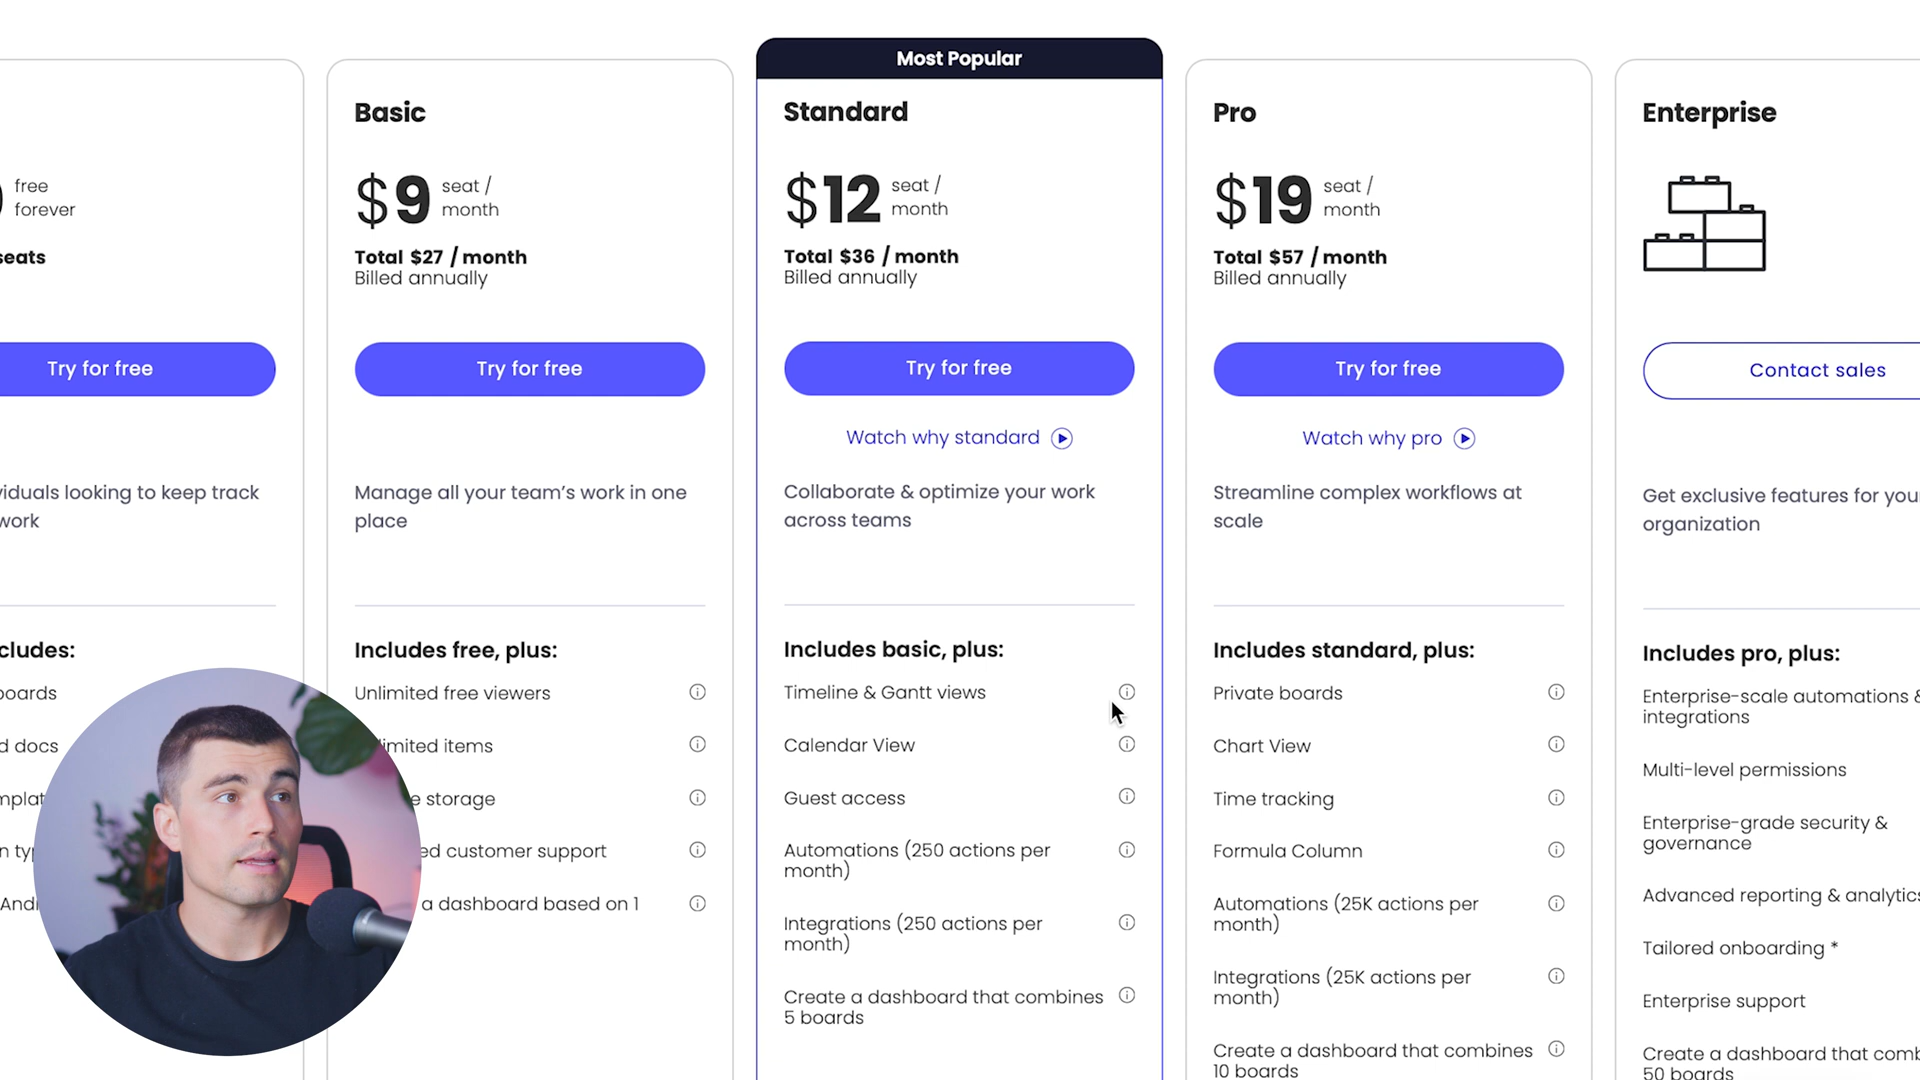 free
forever
seats
Try for free
viduals looking to keep track
work
cludes:
boards
d docs
Basic
$9 seat /
month
Total $27 / month
Billed annually
Try for free
Manage all your team's work in one
place
Includes free, plus:
Unlimited free viewers
limited items
e storage
ed customer support
a dashboard based on 1
Most Popular
Standard
$12 seat /
month
Total $36 / month
Billed annually
Try for free
Watch why standard
Collaborate & optimize your work
across teams
Includes basic, plus:
Timeline & Gantt views
Calendar View
Guest access
Automations (250 actions per
month)
Integrations (250 actions per
month)
Create a dashboard that combines
5 boards
Pro
$19 seat /
month
Total $57 / month
Billed annually
Try for free
Watch why pro
Streamline complex workflows at
scale
Includes standard, plus:
Private boards
Chart View
Time tracking
Formula Column
Automations (25K actions per
month)
Integrations (25K actions per
month)
Create a dashboard that combines
10 boards
Enterprise
Contact sales
Get exclusive features for you
organization
Includes pro, plus:
Enterprise-scale automations &
integrations
Multi-level permissions
Enterprise-grade security &
governance
Advanced reporting & analytics
Tailored onboarding *
Enterprise support
Create a dashboard that comb
50 boards